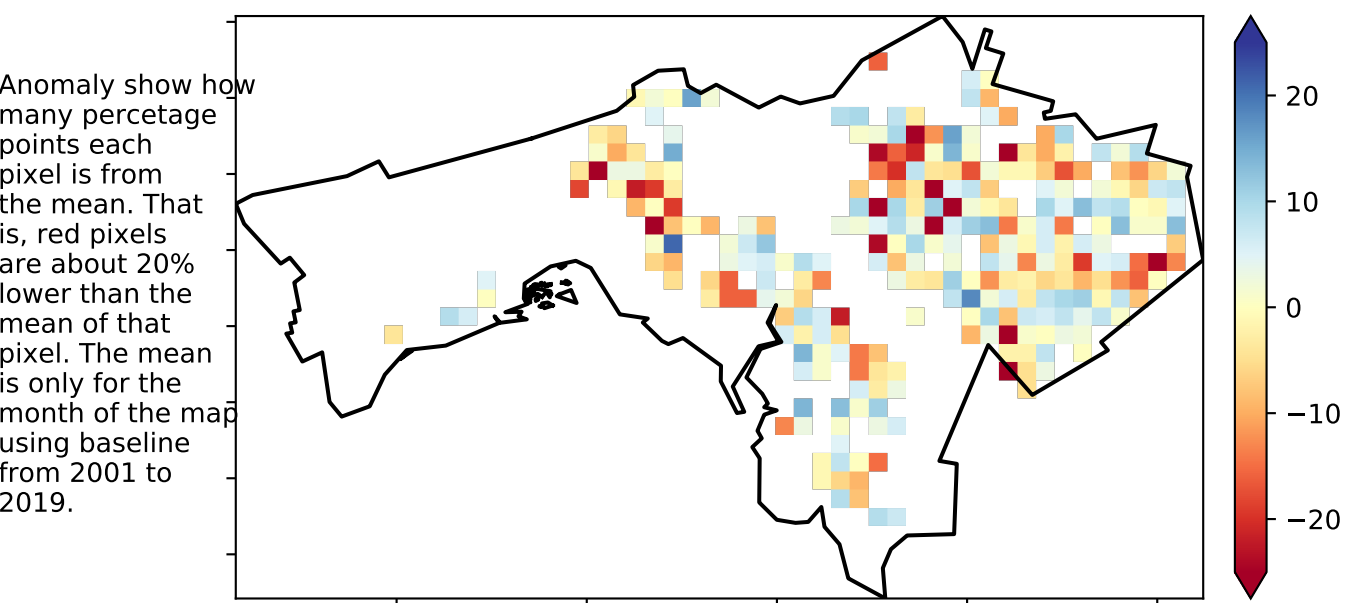 Anomaly show how
many percetage
points each
pixel is from
the mean. That
is, red pixels
are about 20%
lower than the
mean of that
pixel. The mean
is only for the
month of the map
using baseline
from 2001 to
2019.
20
10
0
−10
−20